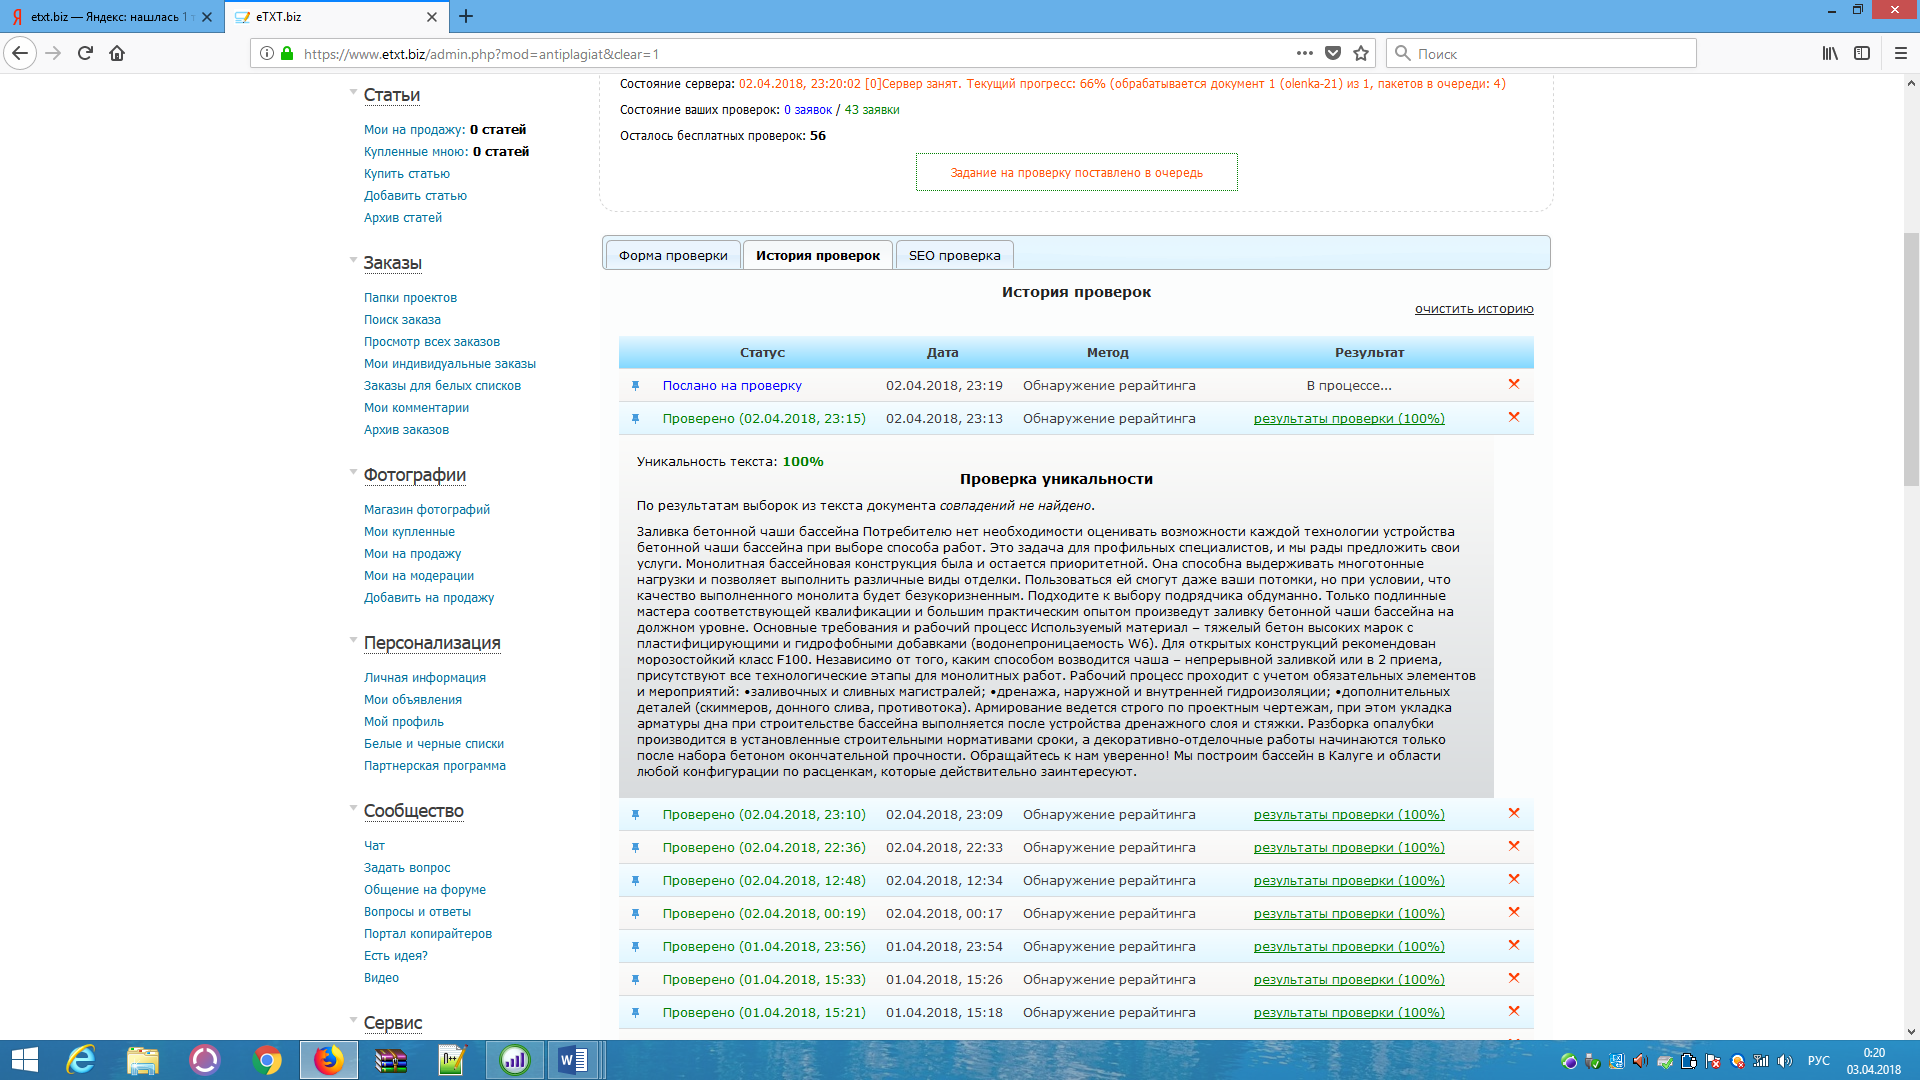 etxt.biz — Яндекс: нашлась 1
eTXT.biz
https://www.etxt.biz/admin.php?mod=antiplagiat&clear=1
Поиск
Статьи
Мои на продажу: 0 статей
Купленные мною: 0 статей
Купить статью
Добавить статью
Архив статей
Заказы
Папки проектов
Поиск заказа
Просмотр всех заказов
Мои индивидуальные заказы
Заказы для белых списков
Мои комментарии
Архив заказов
Фотографии
Магазин фотографий
Мои купленные
Мои на продажу
Мои на модерации
Добавить на продажу
Персонализация
Личная информация
Мои объявления
Мой профиль
Белые и черные списки
Партнерская программа
Сообщество
Чат
Задать вопрос
Общение на форуме
Вопросы и ответы
Портал копирайтеров
Есть идея?
Видео
Сервис
Состояние сервера: 02.04.2018, 23:20:02 [0]Сервер занят. Текущий прогресс: 66% (обрабатывается документ 1 (olenka-21) из 1, пакетов в очереди: 4)
Состояние ваших проверок: 0 заявок / 43 заявки
Осталось бесплатных проверок: 56
Задание на проверку поставлено в очередь
Форма проверки История проверок SEO проверка
История проверок
очистить историю
Статус Дата Метод Результат
Послано на проверку 02.04.2018, 23:19 Обнаружение рерайтинга В процессе...
Проверено (02.04.2018, 23:15) 02.04.2018, 23:13 Обнаружение рерайтинга результаты проверки (100%)
Уникальность текста: 100%
Проверка уникальности
По результатам выборок из текста документа совпадений не найдено.
Заливка бетонной чаши бассейна Потребителю нет необходимости оценивать возможности каждой технологии устройства
бетонной чаши бассейна при выборе способа работ. Это задача для профильных специалистов, и мы рады предложить свои
услуги. Монолитная бассейновая конструкция была и остается приоритетной. Она способна выдерживать многотонные
нагрузки и позволяет выполнить различные виды отделки. Пользоваться ей смогут даже ваши потомки, но при условии, что
качество выполненного монолита будет безукоризненным. Подходите к выбору подрядчика обдуманно. Только подлинные
мастера соответствующей квалификации и большим практическим опытом произведут заливку бетонной чаши бассейна на
должном уровне. Основные требования и рабочий процесс Используемый материал – тяжелый бетон высоких марок с
пластифицирующими и гидрофобными добавками (водонепроницаемость W6). Для открытых конструкций рекомендован
морозостойкий класс F100. Независимо от того, каким способом возводится чаша – непрерывной заливкой или в 2 приема,
присутствуют все технологические этапы для монолитных работ. Рабочий процесс проходит с учетом обязательных элементов
и мероприятий: •заливочных и сливных магистралей; •дренажа, наружной и внутренней гидроизоляции; •дополнительных
деталей (скиммеров, донного слива, противотока). Армирование ведется строго по проектным чертежам, при этом укладка
арматуры дна при строительстве бассейна выполняется после устройства дренажного слоя и стяжки. Разборка опалубки
производится в установленные строительными нормативами сроки, а декоративно-отделочные работы начинаются только
после набора бетоном окончательной прочности. Обращайтесь к нам уверенно! Мы построим бассейн в Калуге и области
любой конфигурации по расценкам, которые действительно заинтересуют.
Проверено (02.04.2018, 23:10) 02.04.2018, 23:09 Обнаружение рерайтинга результаты проверки (100%)
Проверено (02.04.2018, 22:36) 02.04.2018, 22:33 Обнаружение рерайтинга результаты проверки (100%)
Проверено (02.04.2018, 12:48) 02.04.2018, 12:34 Обнаружение рерайтинга результаты проверки (100%)
Проверено (02.04.2018, 00:19) 02.04.2018, 00:17 Обнаружение рерайтинга результаты проверки (100%)
Проверено (01.04.2018, 23:56) 01.04.2018, 23:54 Обнаружение рерайтинга результаты проверки (100%)
Проверено (01.04.2018, 15:33) 01.04.2018, 15:26 Обнаружение рерайтинга результаты проверки (100%)
Проверено (01.04.2018, 15:21) 01.04.2018, 15:18 Обнаружение рерайтинга результаты проверки (100%)
РУС
0:20
03.04.2018